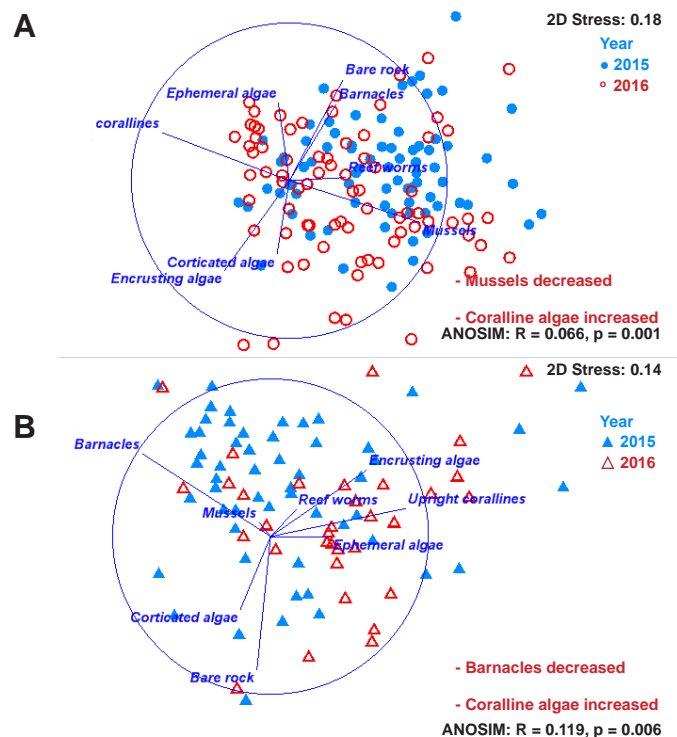 A
2D Stress: 0.18
Year
2015
2016
Bare rock
Ephemeral algae
Barnacles
corallines
Reef worms
Mussels
Corticated algae
Encrusting algae
- Mussels decreased
- Coralline algae increased
ANOSIM: R = 0.066, p = 0.001
2D Stress: 0.14
B
Year
2015
2016
Barnacles
Encrusting algae
Reef worms
Upright corallines
Mussels
Ephemeral algae
Corticated algae
Bare rock
- Barnacles decreased
- Coralline algae increased
ANOSIM: R = 0.119, p = 0.006